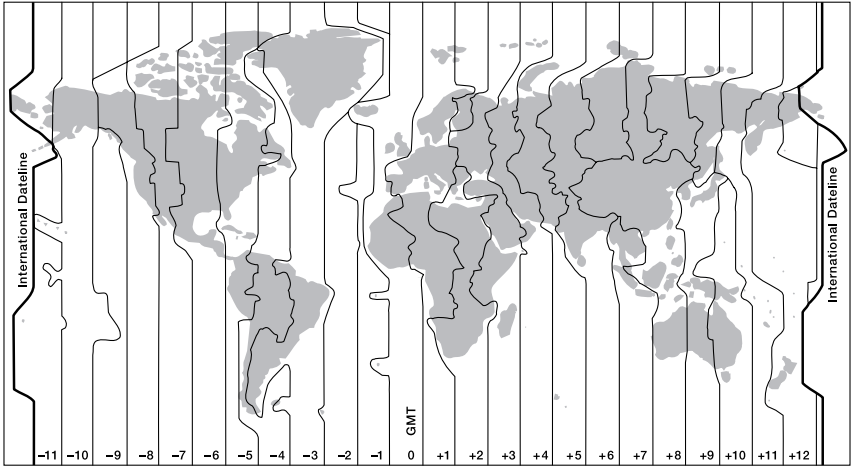 International Dateline
International Dateline
GMT
−11 −10 −9 −8 −7 −6 −5 −4 −3 −2 −1 0 +1 +2 +3 +4 +5 +6 +7 +8 +9 +10 +11 +12